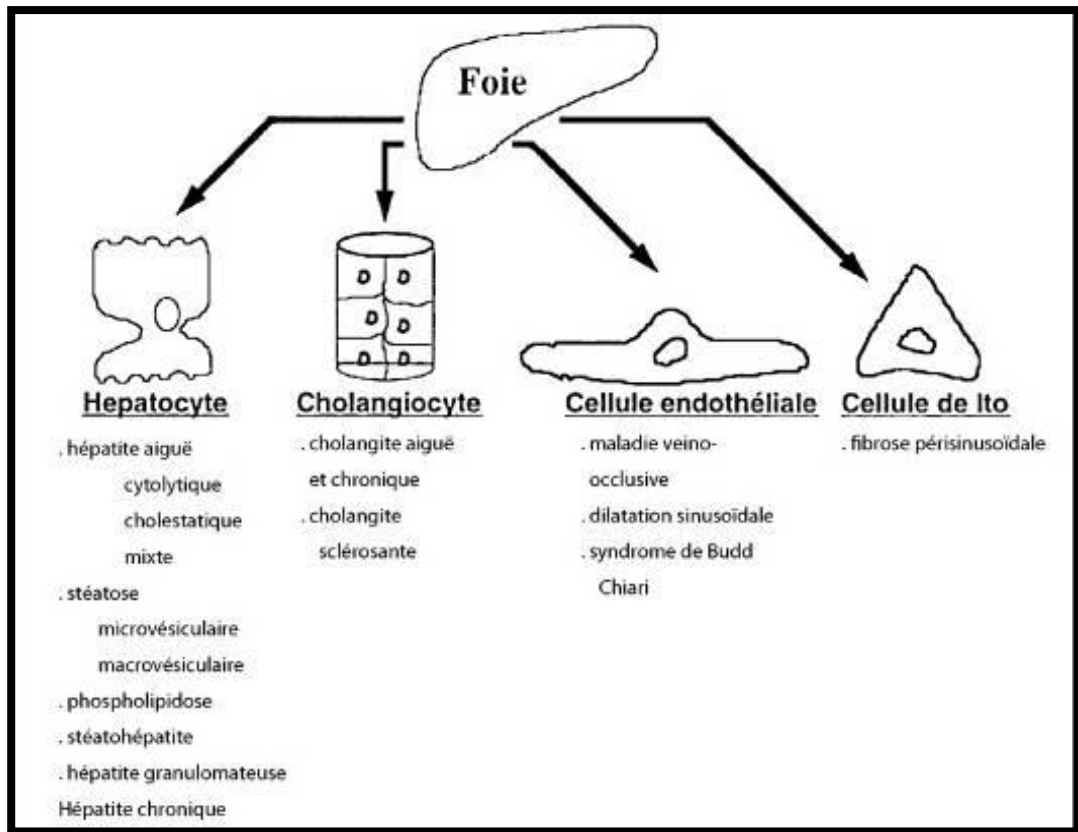 Foie
Hepatocyte
. hépatite aiguë
cytolytique
cholestatique
mixte
. stéatose
microvésiculaire
macrovésiculaire
. phospholipidose
. stéatohépatite
. hépatite granulomateuse
Hépatite chronique
Cholangiocyte
. cholangite aiguë
et chronique
. cholangite
sclérosante
Cellule endothéliale
. maladie veino-
occlusive
. dilatation sinusoïdale
. syndrome de Budd
Chiari
Cellule de Ito
. fibrose périsinusoïdale